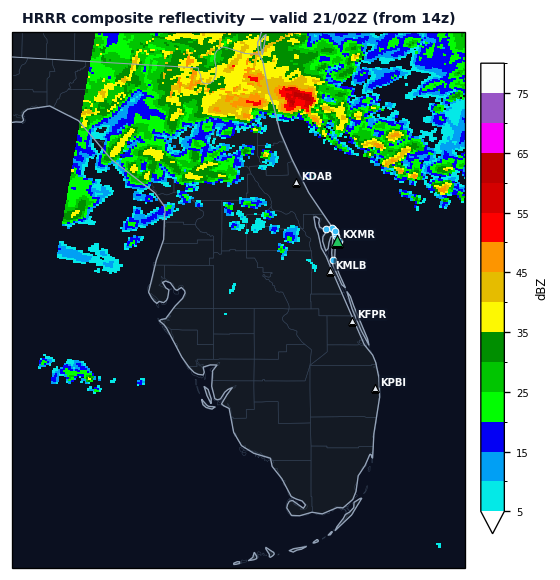 HRRR composite reflectivity — valid 21/02Z (from 14z)
KDAB
KXMR
KMLB
KFPR
KPBI
75
65
55
45
35
25
15
5
dBZ